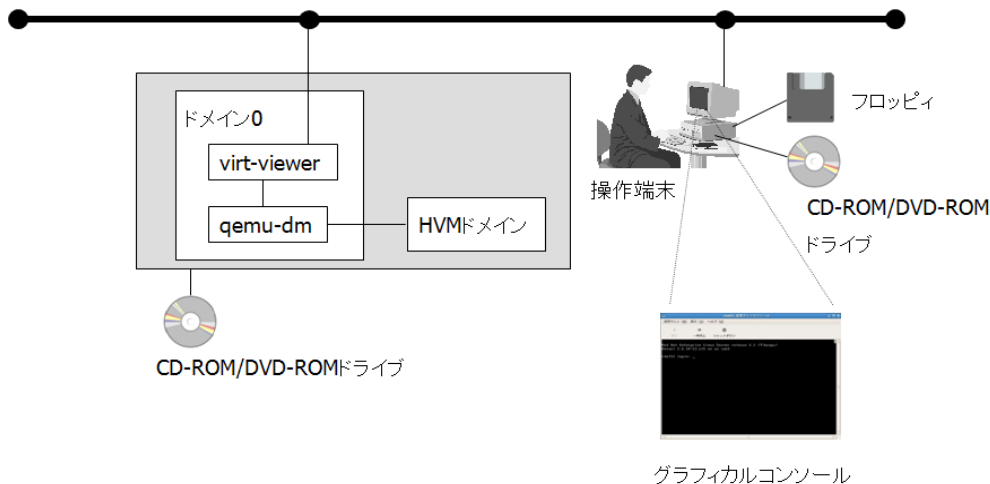 ドメイン0
virt-viewer
qemu-dm
HVMドメイン
CD-ROM/DVD-ROMドライブ
フロッピィ
操作端末
CD-ROM/DVD-ROM
ドライブ
グラフィカルコンソール